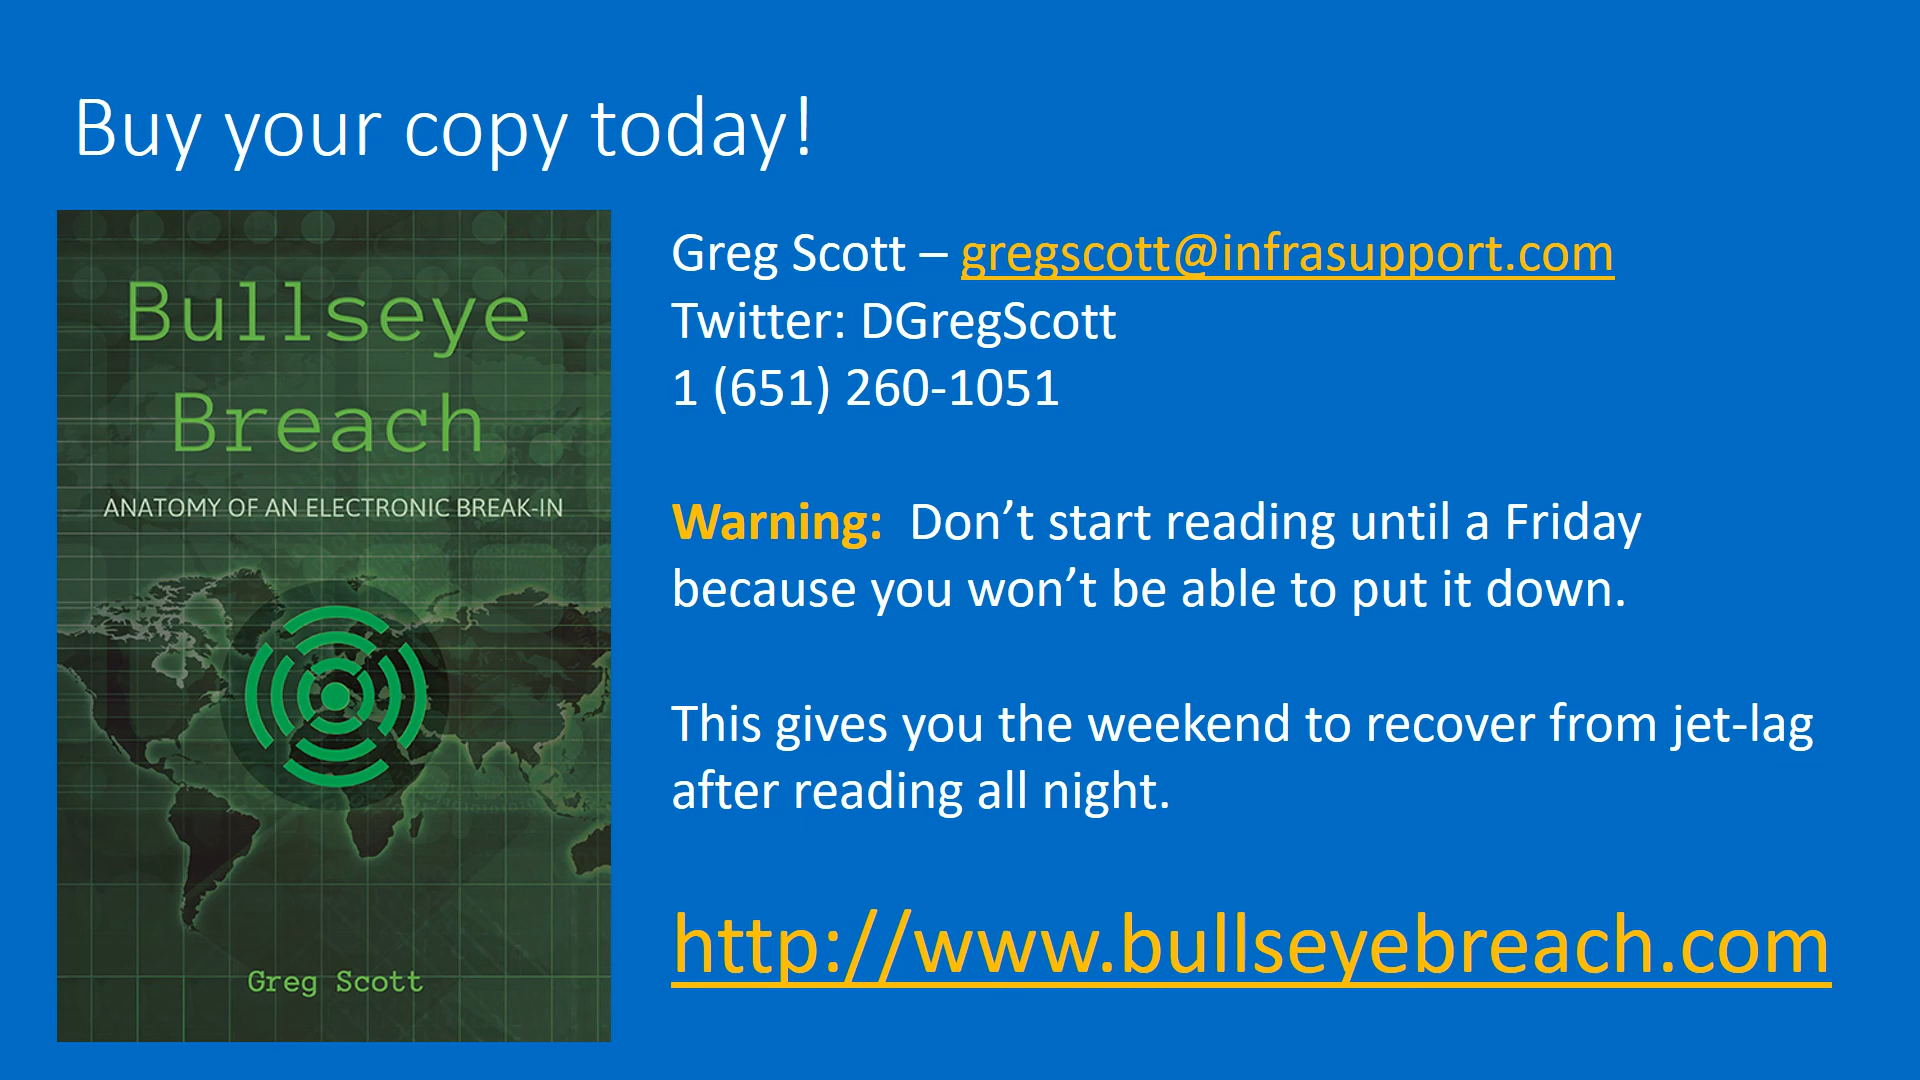 Buy your copy today!
Bullseye
Breach
ANATOMY OF AN ELECTRONIC BREAK-IN
Greg Scott
Greg Scott – gregscott@infrasupport.com
Twitter: DGregScott
1 (651) 260-1051
Warning:  Don’t start reading until a Friday
because you won’t be able to put it down.
This gives you the weekend to recover from jet-lag
after reading all night.
http://www.bullseyebreach.com